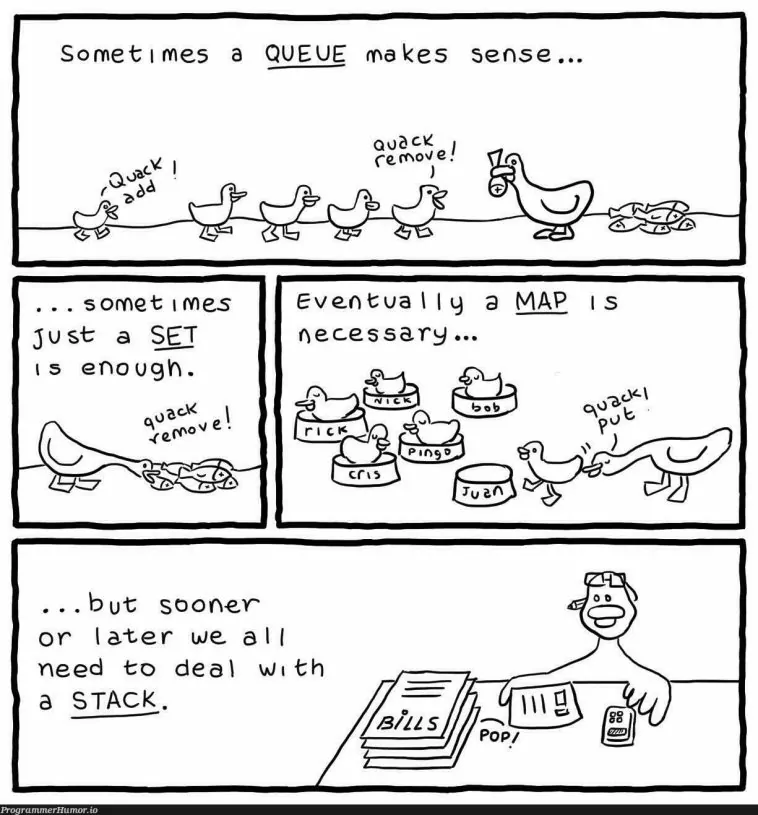 Sometimes a QUEUE makes sense...
Quack !
add
Quack
remove!
...sometimes
just a SET
is enough.
quack
remove!
Eventually a MAP is
necessary...
NICK
bob
rick
Pingo
cris
Juan
quack!
put
...but sooner
or later we all
need to deal with
a STACK.
BiLLS
POP!
ProgrammerHumor.io